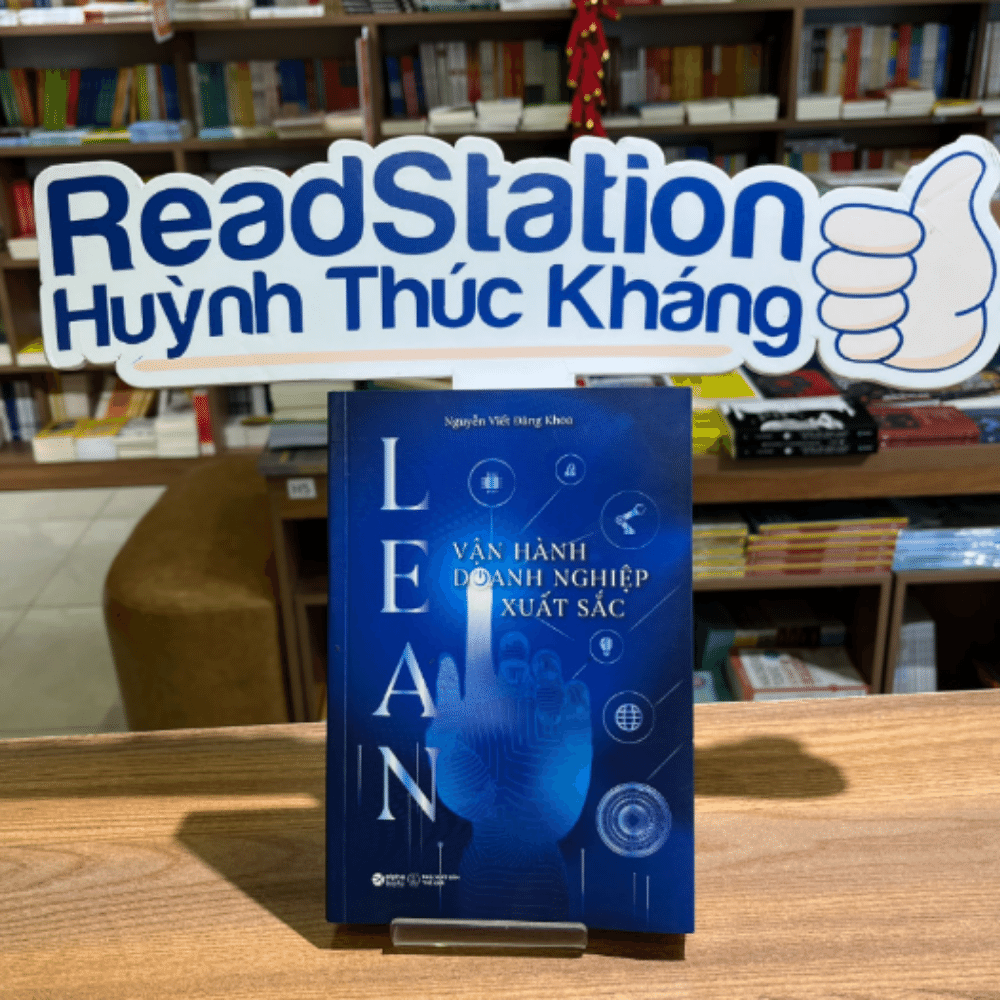 ReadStation
Huỳnh Thúc Kháng
Nguyễn Viết Đăng Khoa
LEAN
VẬN HÀNH
DOANH NGHIỆP
XUẤT SẮC